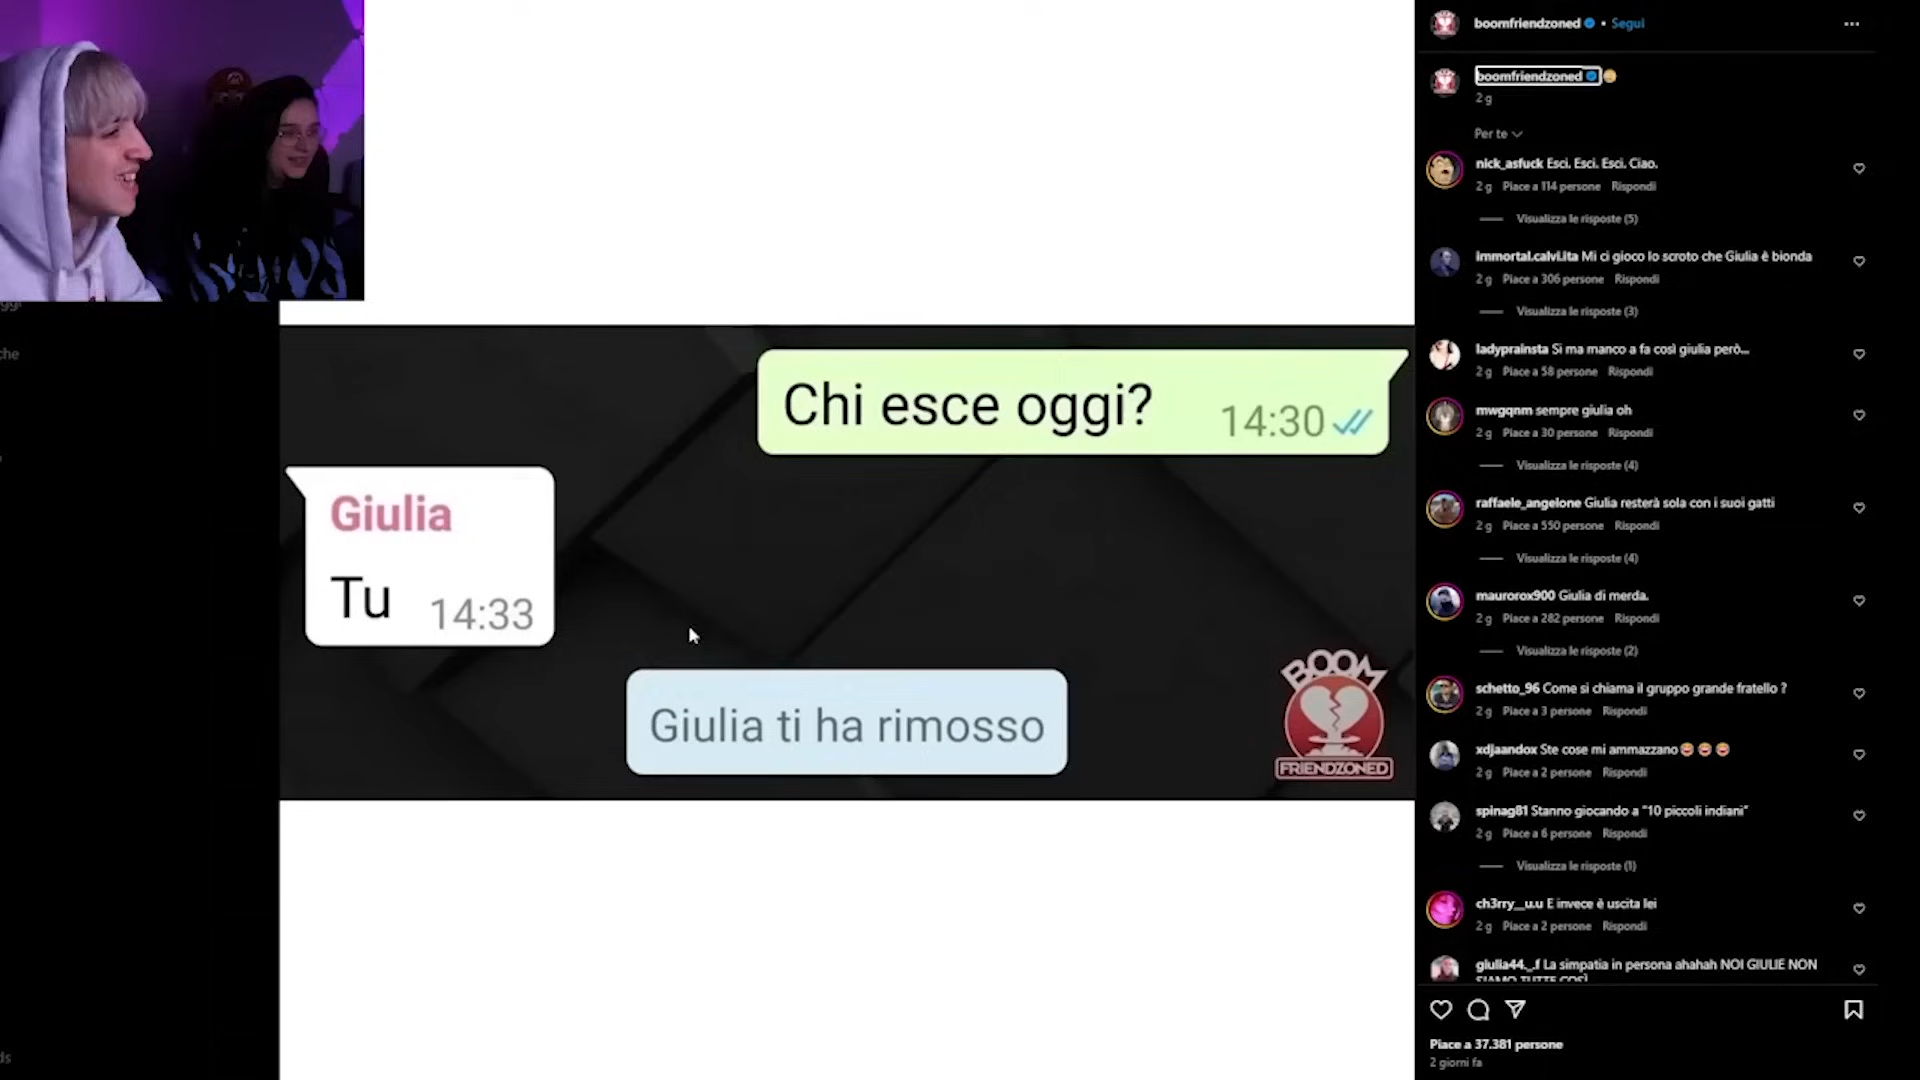 Chi esce oggi?
14:30
Giulia
Tu
14:33
Giulia ti ha rimosso
BOOM
FRIENDZONED
che
boomfriendzoned • Segui
boomfriendzoned
2 g
Per te
nick_asfuck Esci. Esci. Esci. Ciao.
2 g Piace a 114 persone Rispondi
Visualizza le risposte (5)
immortal.calvi.ita Mi ci gioco lo scroto che Giulia è bionda
2 g Piace a 306 persone Rispondi
Visualizza le risposte (3)
ladyprainsta Si ma manco a fa così giulia però...
2 g Piace a 58 persone Rispondi
mwgqnm sempre giulia oh
2 g Piace a 30 persone Rispondi
Visualizza le risposte (4)
raffaele_angelone Giulia resterà sola con i suoi gatti
2 g Piace a 550 persone Rispondi
Visualizza le risposte (4)
maurorox900 Giulia di merda.
2 g Piace a 282 persone Rispondi
Visualizza le risposte (2)
schetto_96 Come si chiama il gruppo grande fratello ?
2 g Piace a 3 persone Rispondi
xdjaandox Ste cose mi ammazzano
2 g Piace a 2 persone Rispondi
spinag81 Stanno giocando a "10 piccoli indiani"
2 g Piace a 6 persone Rispondi
Visualizza le risposte (1)
ch3rry__u.u E invece è uscita lei
2 g Piace a 2 persone Rispondi
giulia44._.f La simpatia in persona ahahah NOI GIULIE NON
SIAMO TUTTE COSÌ
Piace a 37.381 persone
2 giorni fa